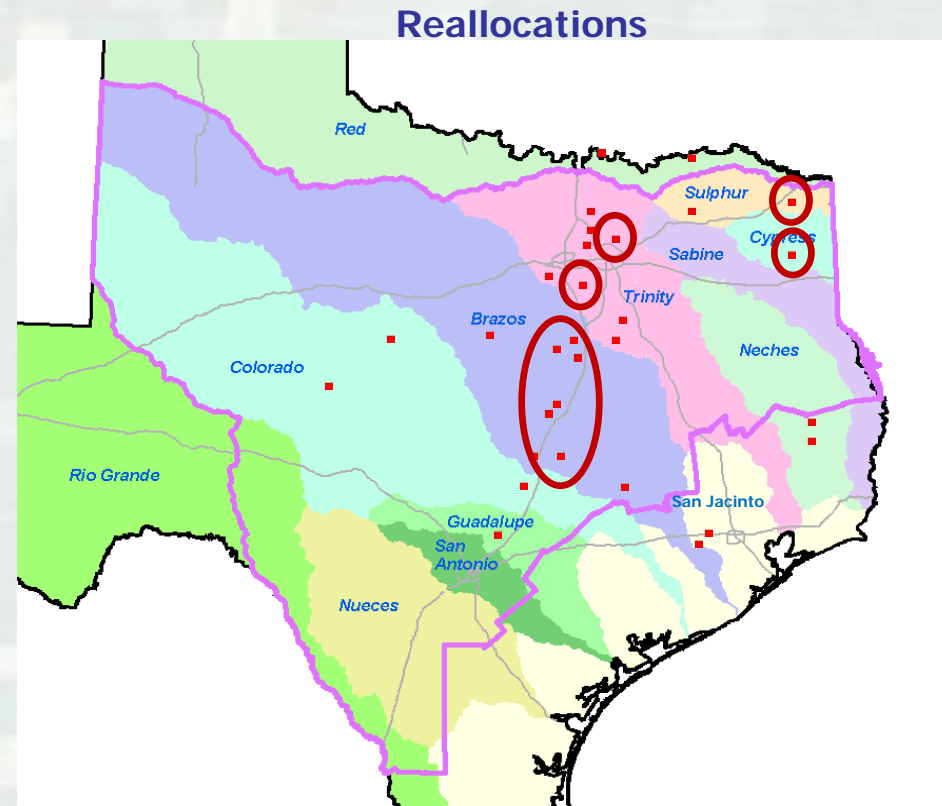 Reallocations
Red
Sulphur
Cypress
Sabine
Trinity
Brazos
Neches
Colorado
Rio Grande
San Jacinto
Guadalupe
San
Antonio
Nueces